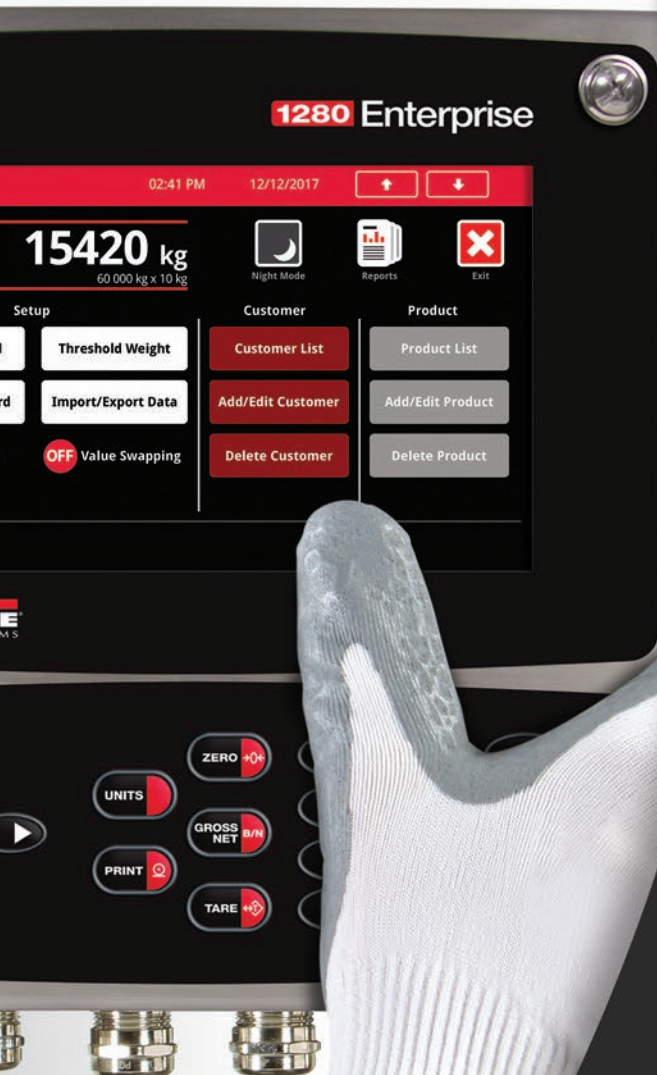 1280 Enterprise
02:41 PM 12/12/2017
15420 kg
60 000 kg x 10 kg
Night Mode
Reports
Exit
Setup
Customer
Product
Threshold Weight
Customer List
Product List
Import/Export Data
Add/Edit Customer
Add/Edit Product
OFF Value Swapping
Delete Customer
Delete Product
ZERO →0←
UNITS
GROSS
NET B/N
PRINT
TARE